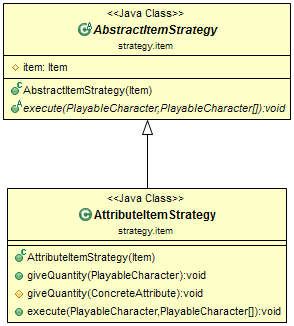 <<Java Class>>
AbstractItemStrategy
strategy.item
item: Item
AbstractItemStrategy(Item)
execute(PlayableCharacter,PlayableCharacter[]):void
<<Java Class>>
AttributeItemStrategy
strategy.item
AttributeItemStrategy(Item)
giveQuantity(PlayableCharacter):void
giveQuantity(ConcreteAttribute):void
execute(PlayableCharacter,PlayableCharacter[]):void